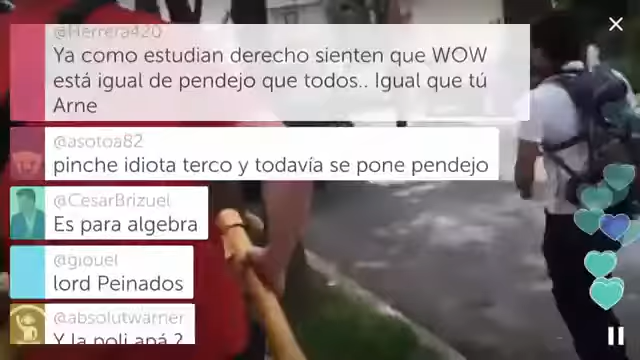 @Herrera420
Ya como estudian derecho sienten que WOW
está igual de pendejo que todos.. Igual que tú
Arne
@asotoa82
pinche idiota terco y todavía se pone pendejo
@CesarBrizuel
Es para algebra
@giouel
lord Peinados
@absolutwarner
Y la poli apá ?